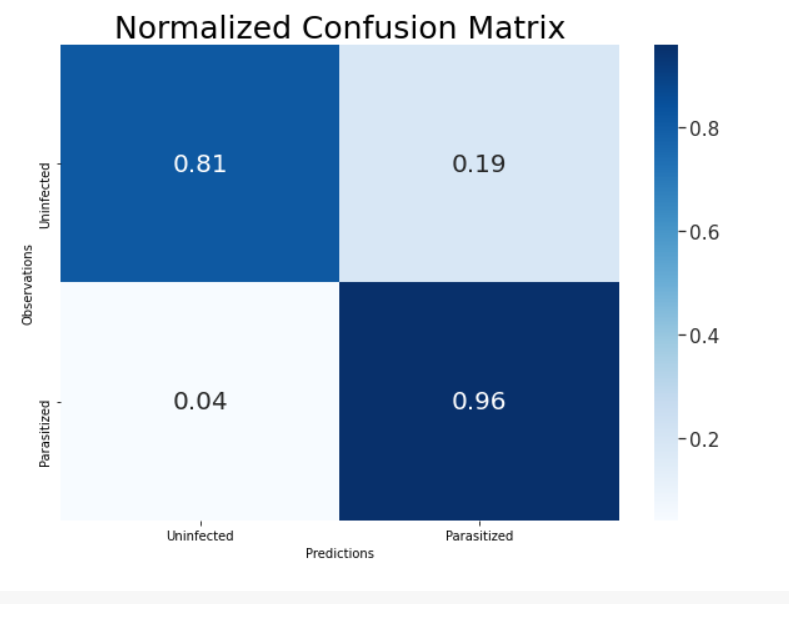 Normalized Confusion Matrix
Uninfected
0.81
0.19
0.8
0.6
Observations
0.4
Parasitized
0.04
0.96
0.2
Uninfected
Parasitized
Predictions